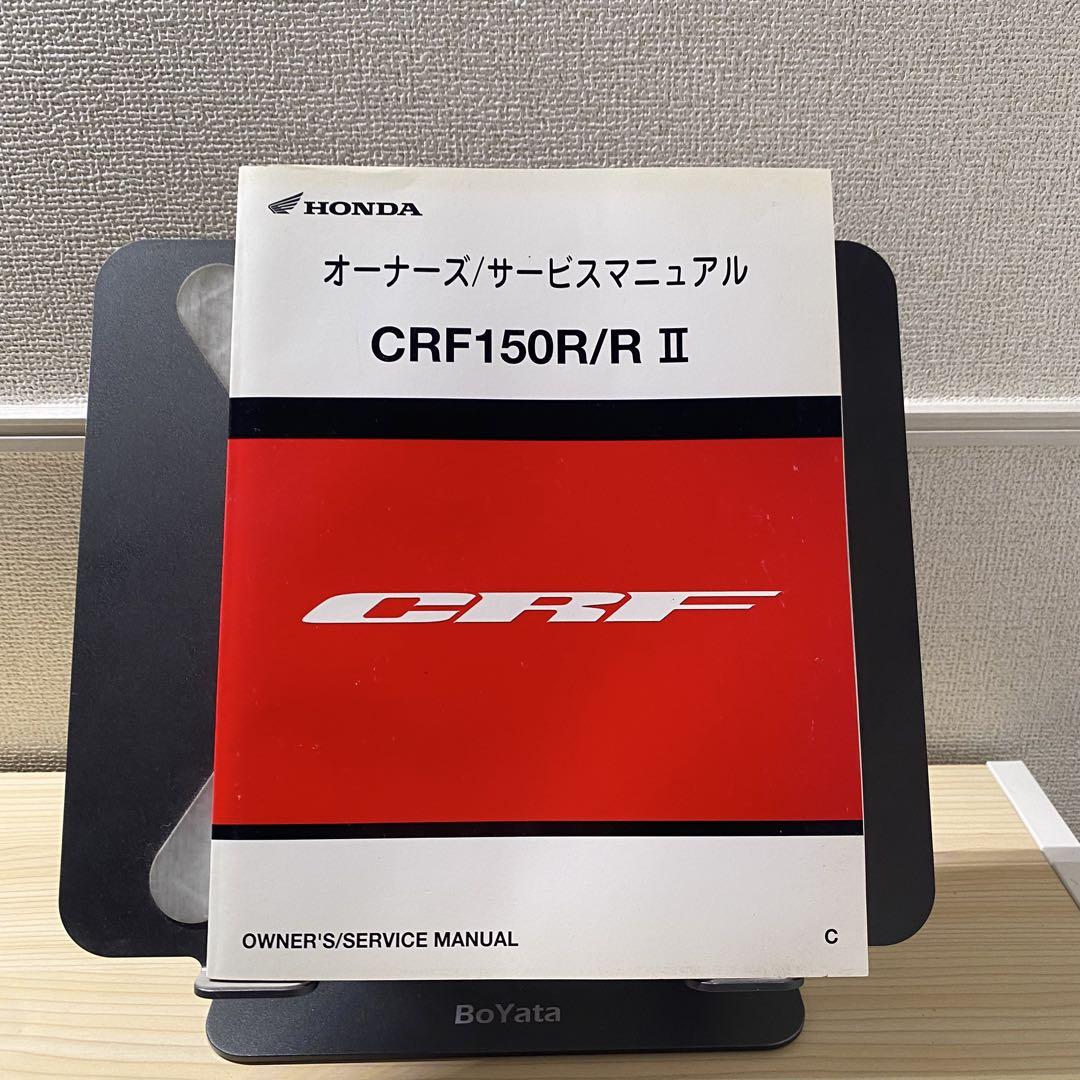 HONDA
オーナーズ/サービスマニュアル
CRF150R/R Ⅱ
CRF
OWNER'S/SERVICE MANUAL
C
BoYata